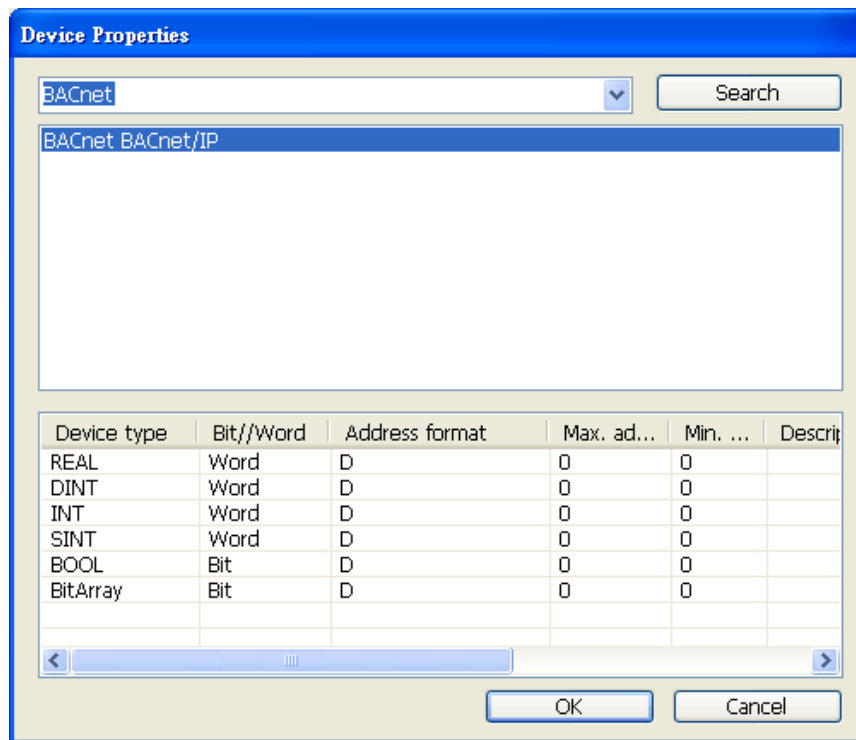 Device Properties
BACnet Search
BACnet BACnet/IP
Device type Bit//Word Address format Max. ad... Min. ... Descrip
REAL Word D 0 0
DINT Word D 0 0
INT Word D 0 0
SINT Word D 0 0
BOOL Bit D 0 0
BitArray Bit D 0 0
OK Cancel